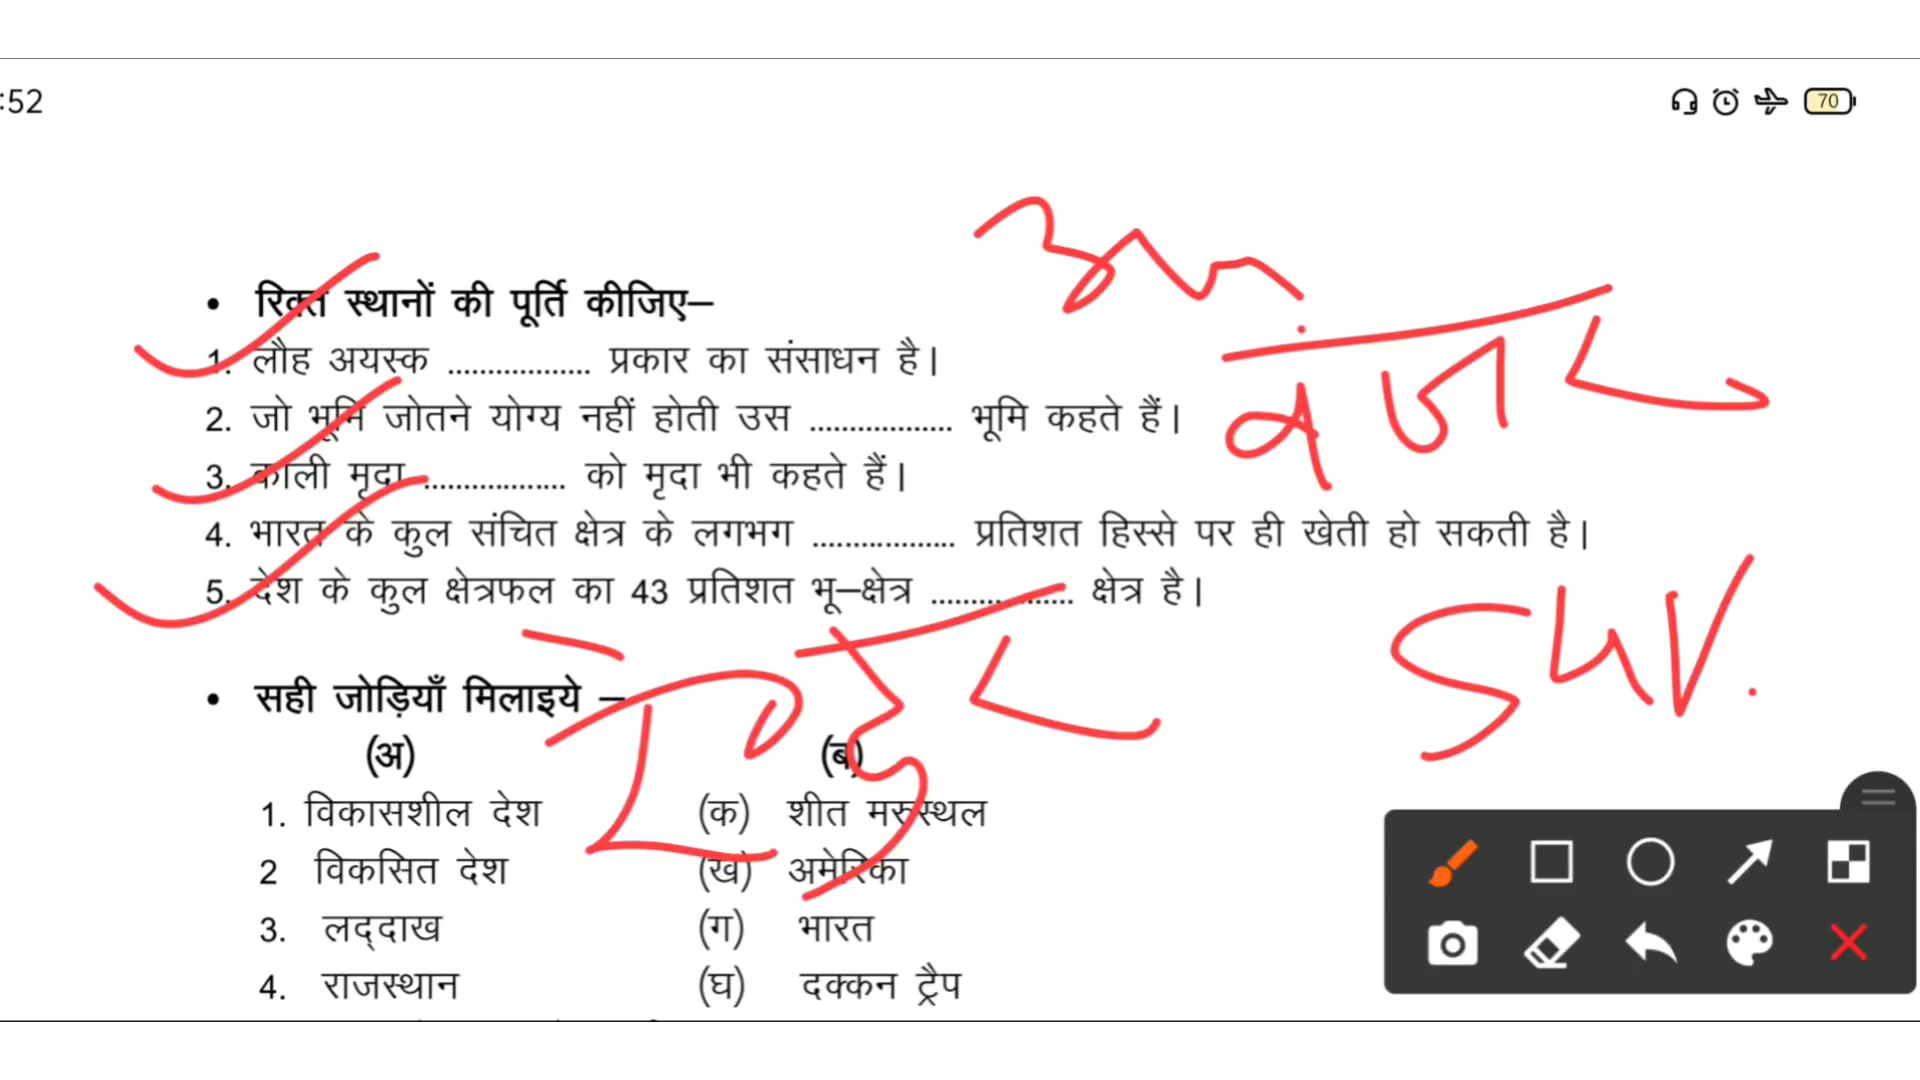 :52
70
• रिक्त स्थानों की पूर्ति कीजिए–
1. लौह अयस्क .................. प्रकार का संसाधन है।
2. जो भूमि जोतने योग्य नहीं होती उस .................. भूमि कहते हैं।
बंजर
3. काली मृदा .................. को मृदा भी कहते हैं।
4. भारत के कुल संचित क्षेत्र के लगभग .................. प्रतिशत हिस्से पर ही खेती हो सकती है।
5. देश के कुल क्षेत्रफल का 43 प्रतिशत भू–क्षेत्र .................. क्षेत्र है।
• सही जोड़ियाँ मिलाइये –
(अ) (ब)
1. विकासशील देश (क) शीत मरुस्थल
2 विकसित देश (ख) अमेरिका
3. लद्दाख (ग) भारत
4. राजस्थान (घ) दक्कन ट्रैप